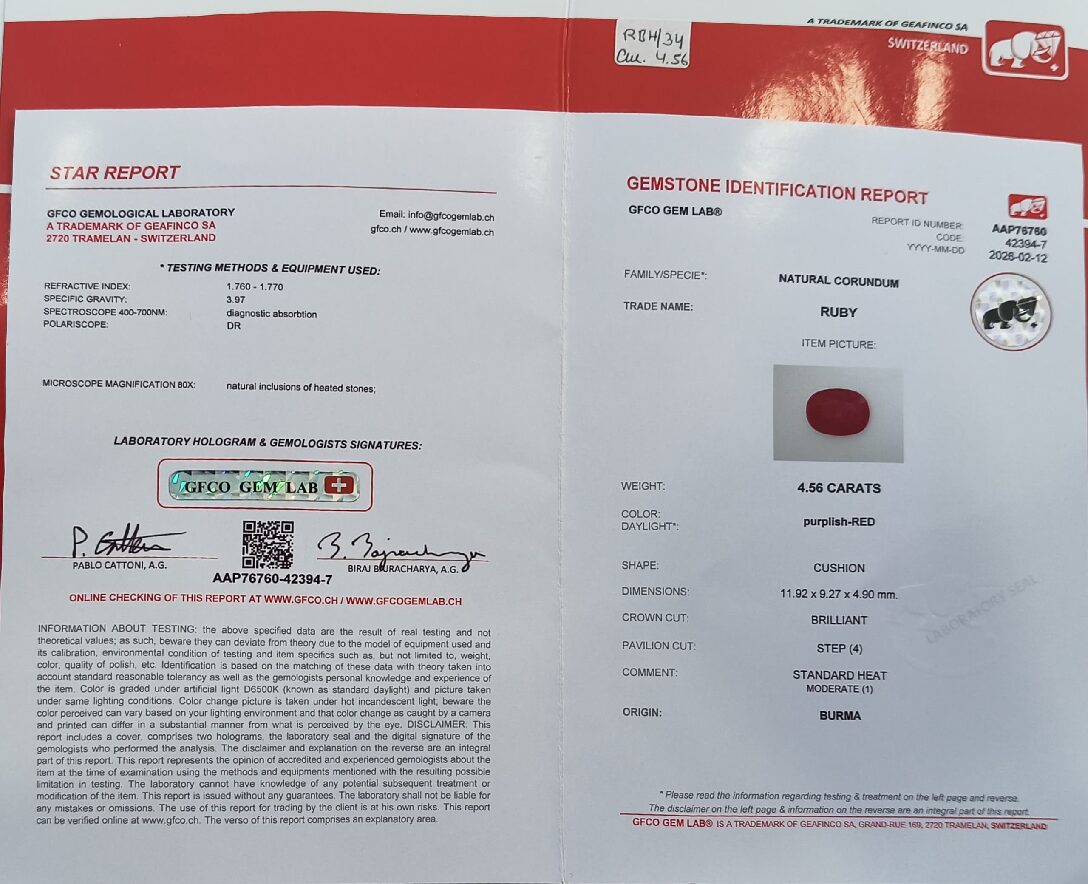 RBH/34
Cw. 4.56
A TRADEMARK OF GEAFINCO SA
SWITZERLAND
STAR REPORT
GFCO GEMOLOGICAL LABORATORY
A TRADEMARK OF GEAFINCO SA
2720 TRAMELAN - SWITZERLAND
Email: info@gfcogemlab.ch
gfco.ch / www.gfcogemlab.ch
* TESTING METHODS & EQUIPMENT USED:
REFRACTIVE INDEX: 1.760 - 1.770
SPECIFIC GRAVITY: 3.97
SPECTROSCOPE 400-700NM: diagnostic absorbtion
POLARISCOPE: DR
MICROSCOPE MAGNIFICATION 80X: natural inclusions of heated stones;
LABORATORY HOLOGRAM & GEMOLOGISTS SIGNATURES:
GFCO GEM LAB
P. Cattoni
B. Bajracharya
PABLO CATTONI, A.G.
BIRAJ BAJRACHARYA, A.G.
AAP76760-42394-7
ONLINE CHECKING OF THIS REPORT AT WWW.GFCO.CH / WWW.GFCOGEMLAB.CH
INFORMATION ABOUT TESTING: the above specified data are the result of real testing and not
theoretical values; as such, beware they can deviate from theory due to the model of equipment used and
its calibration, environmental condition of testing and item specifics such as, but not limited to, weight,
color, quality of polish, etc. Identification is based on the matching of these data with theory taken into
account standard reasonable tolerancy as well as the gemologists personal knowledge and experience of
the item. Color is graded under artificial light D6500K (known as standard daylight) and picture taken
under same lighting conditions. Color change picture is taken under hot incandescent light, beware the
color perceived can vary based on your lighting environment and that color change as caught by a camera
and printed can differ in a substantial manner from what is perceived by the eye. DISCLAIMER. This
report includes a cover, comprises two holograms, the laboratory seal and the digital signature of the
gemologists who performed the analysis. The disclaimer and explanation on the reverse are an integral
part of this report. This report represents the opinion of accredited and experienced gemologists about the
item at the time of examination using the methods and equipments mentioned with the resulting possible
limitation in testing. The laboratory cannot have knowledge of any potential subsequent treatment or
modification of the item. This report is issued without any guarantees. The laboratory shall not be liable for
any mistakes or omissions. The use of this report for trading by the client is at his own risks. This report
can be verified online at www.gfco.ch. The verso of this report comprises an explanatory area.
GEMSTONE IDENTIFICATION REPORT
GFCO GEM LAB®
REPORT ID NUMBER: AAP76760
CODE: 42394-7
YYYY-MM-DD 2026-02-12
FAMILY/SPECIE*: NATURAL CORUNDUM
TRADE NAME: RUBY
ITEM PICTURE:
WEIGHT: 4.56 CARATS
COLOR:
DAYLIGHT*: purplish-RED
SHAPE: CUSHION
DIMENSIONS: 11.92 x 9.27 x 4.90 mm.
LABORATORY SEAL
CROWN CUT: BRILLIANT
PAVILION CUT: STEP (4)
COMMENT: STANDARD HEAT
MODERATE (1)
ORIGIN: BURMA
* Please read the information regarding testing & treatment on the left page and reverse.
The disclaimer on the left page & information on the reverse are an integral part of this report.
GFCO GEM LAB® IS A TRADEMARK OF GEAFINCO SA, GRAND-RUE 169, 2720 TRAMELAN, SWITZERLAND